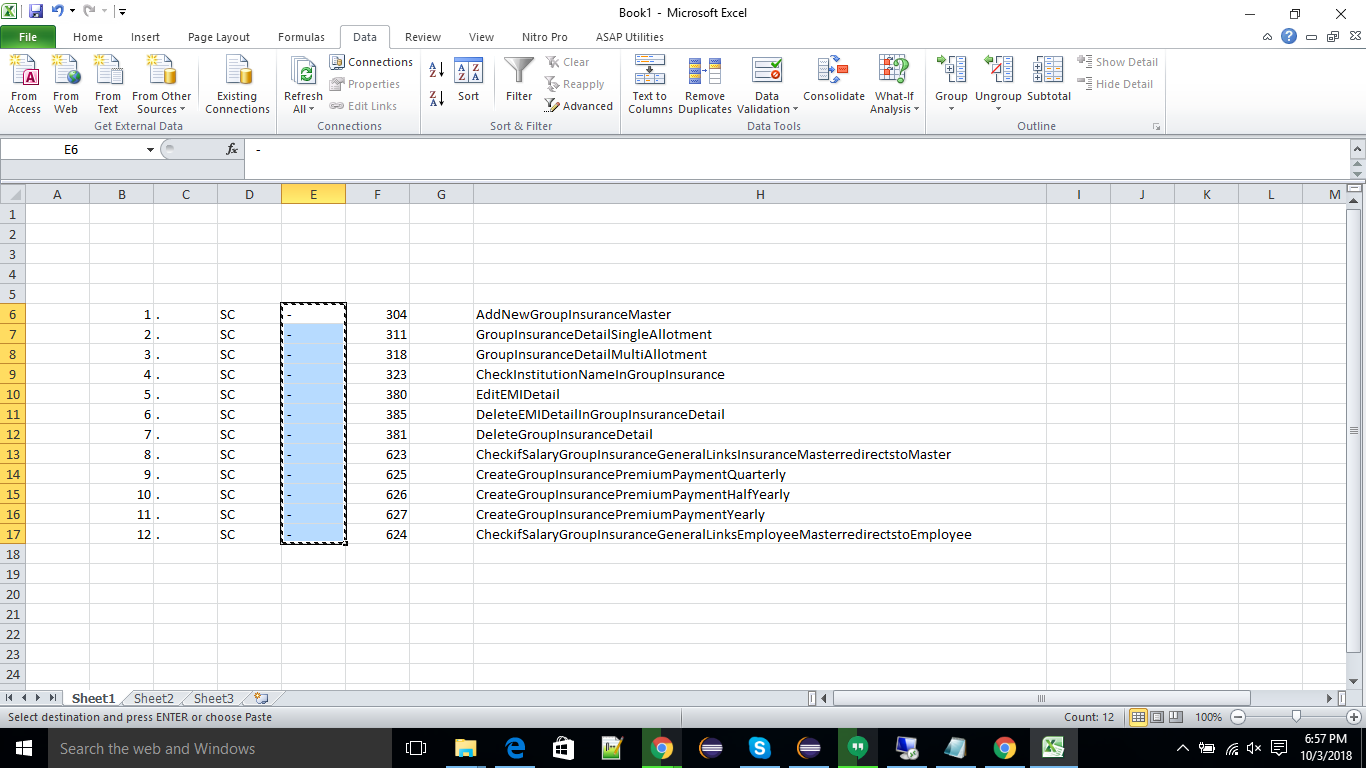 Book1 - Microsoft Excel
File Home Insert Page Layout Formulas Data Review View Nitro Pro ASAP Utilities
From Access From Web From Text From Other Sources Existing Connections Refresh All Connections Properties Edit Links Sort Filter Clear Reapply Advanced Text to Columns Remove Duplicates Data Validation Consolidate What-If Analysis Group Ungroup Subtotal Show Detail Hide Detail
Get External Data Connections Sort & Filter Data Tools Outline
E6 fx -
A B C D E F G H I J K L M
1
2
3
4
5
6 1 . SC - 304 AddNewGroupInsuranceMaster
7 2 . SC - 311 GroupInsuranceDetailSingleAllotment
8 3 . SC - 318 GroupInsuranceDetailMultiAllotment
9 4 . SC - 323 CheckInstitutionNameInGroupInsurance
10 5 . SC - 380 EditEMIDetail
11 6 . SC - 385 DeleteEMIDetailInGroupInsuranceDetail
12 7 . SC - 381 DeleteGroupInsuranceDetail
13 8 . SC - 623 CheckifSalaryGroupInsuranceGeneralLinksInsuranceMasterredirectstoMaster
14 9 . SC - 625 CreateGroupInsurancePremiumPaymentQuarterly
15 10 . SC - 626 CreateGroupInsurancePremiumPaymentHalfYearly
16 11 . SC - 627 CreateGroupInsurancePremiumPaymentYearly
17 12 . SC - 624 CheckifSalaryGroupInsuranceGeneralLinksEmployeeMasterredirectstoEmployee
18
19
20
21
22
23
24
Sheet1 Sheet2 Sheet3
Select destination and press ENTER or choose Paste Count: 12 100%
Search the web and Windows 6:57 PM
10/3/2018